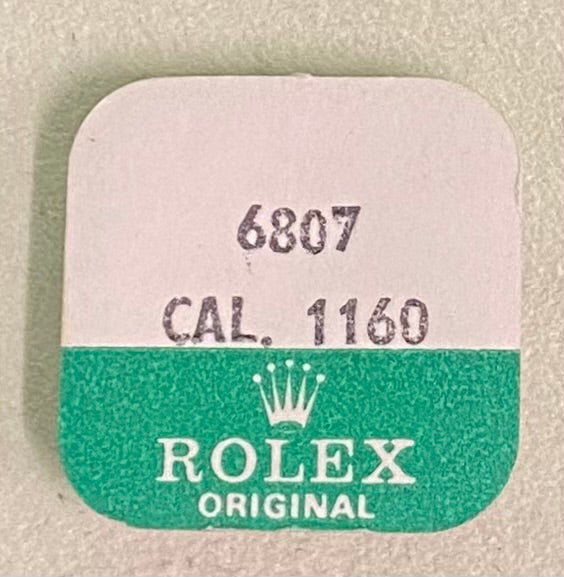 6807
CAL. 1160
ROLEX
ORIGINAL